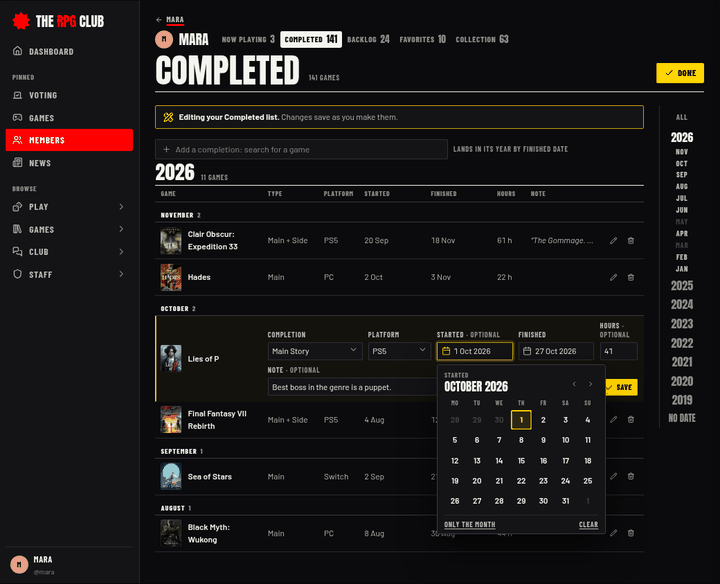 THE RPG CLUB
DASHBOARD
PINNED
VOTING
GAMES
MEMBERS
NEWS
BROWSE
PLAY
GAMES
CLUB
STAFF
M
MARA
@mara
← MARA
M MARA NOW PLAYING 3 COMPLETED 141 BACKLOG 24 FAVORITES 10 COLLECTION 63
COMPLETED 141 GAMES
DONE
Editing your Completed list. Changes save as you make them.
Add a completion: search for a game LANDS IN ITS YEAR BY FINISHED DATE
2026 11 GAMES
GAME TYPE PLATFORM STARTED FINISHED HOURS NOTE
NOVEMBER 2
Clair Obscur: Expedition 33 Main + Side PS5 20 Sep 18 Nov 61 h "The Gommage. ...
Hades Main PC 2 Oct 3 Nov 22 h
OCTOBER 2
Lies of P
COMPLETION PLATFORM STARTED · OPTIONAL FINISHED HOURS · OPTIONAL
Main Story PS5 1 Oct 2026 27 Oct 2026 41
NOTE · OPTIONAL
Best boss in the genre is a puppet.
SAVE
STARTED
OCTOBER 2026
MO TU WE TH FR SA SU
28 29 30 1 2 3 4
5 6 7 8 9 10 11
12 13 14 15 16 17 18
19 20 21 22 23 24 25
26 27 28 29 30 31 1
ONLY THE MONTH CLEAR
Final Fantasy VII Rebirth Main + Side PS5 4 Aug
SEPTEMBER 1
Sea of Stars Main Switch 2 Sep
AUGUST 1
Black Myth: Wukong Main PC 8 Aug
ALL
2026
NOV
OCT
SEP
AUG
JUL
JUN
MAY
APR
MAR
FEB
JAN
2025
2024
2023
2022
2021
2020
2019
NO DATE